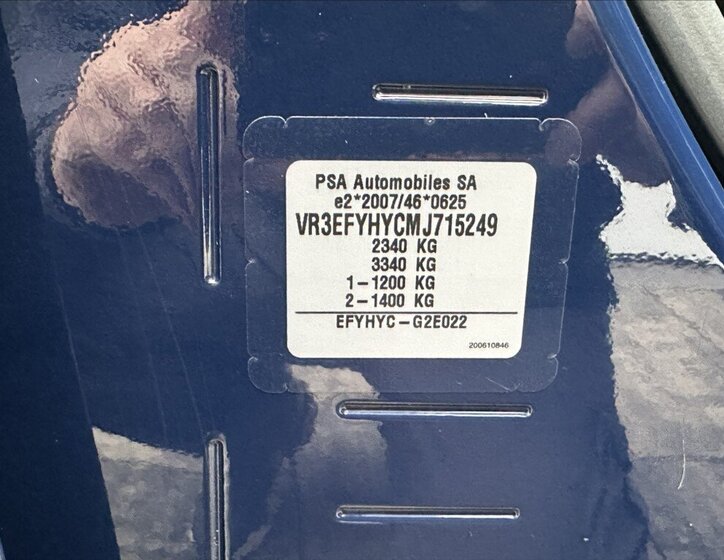 PSA Automobiles SA
e2*2007/46*0625
VR3EFYHYCMJ715249
2340 KG
3340 KG
1-1200 KG
2-1400 KG
EFYHYC-G2E022
200610846